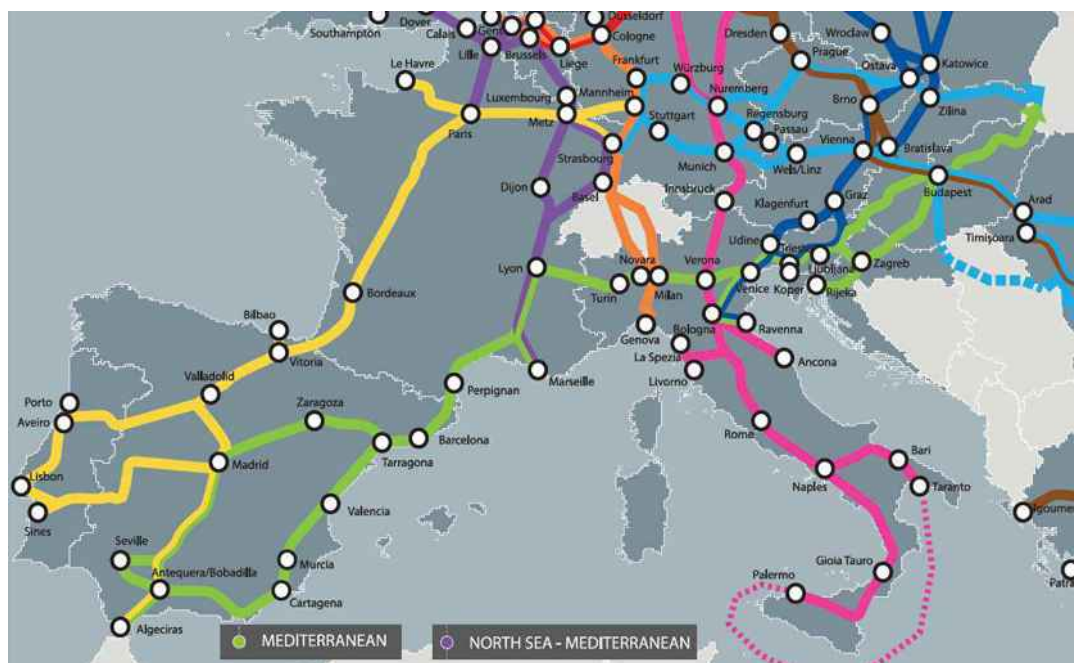 Southampton
Dover
Calais
Gent
Düsseldorf
Cologne
Dresden
Wroclaw
Lille
Brussels
Liege
Prague
Ostava
Katowice
Le Havre
Frankfurt
Würzburg
Luxembourg
Mannheim
Nuremberg
Brno
Zilina
Paris
Metz
Stuttgart
Regensburg
Passau
Vienna
Strasbourg
Munich
Wels/Linz
Bratislava
Dijon
Basel
Innsbruck
Klagenfurt
Graz
Budapest
Arad
Udine
Timişoara
Lyon
Novara
Verona
Ljubljana
Zagreb
Turin
Milan
Venice
Koper
Rijeka
Bordeaux
Bilbao
Genova
Bologna
Ravenna
Vitoria
La Spezia
Ancona
Valladolid
Marseille
Livorno
Porto
Perpignan
Aveiro
Zaragoza
Rome
Barcelona
Madrid
Tarragona
Bari
Lisbon
Naples
Taranto
Sines
Valencia
Seville
Murcia
Antequera/Bobadilla
Gioia Tauro
Palermo
Cartagena
Algeciras
MEDITERRANEAN
NORTH SEA - MEDITERRANEAN